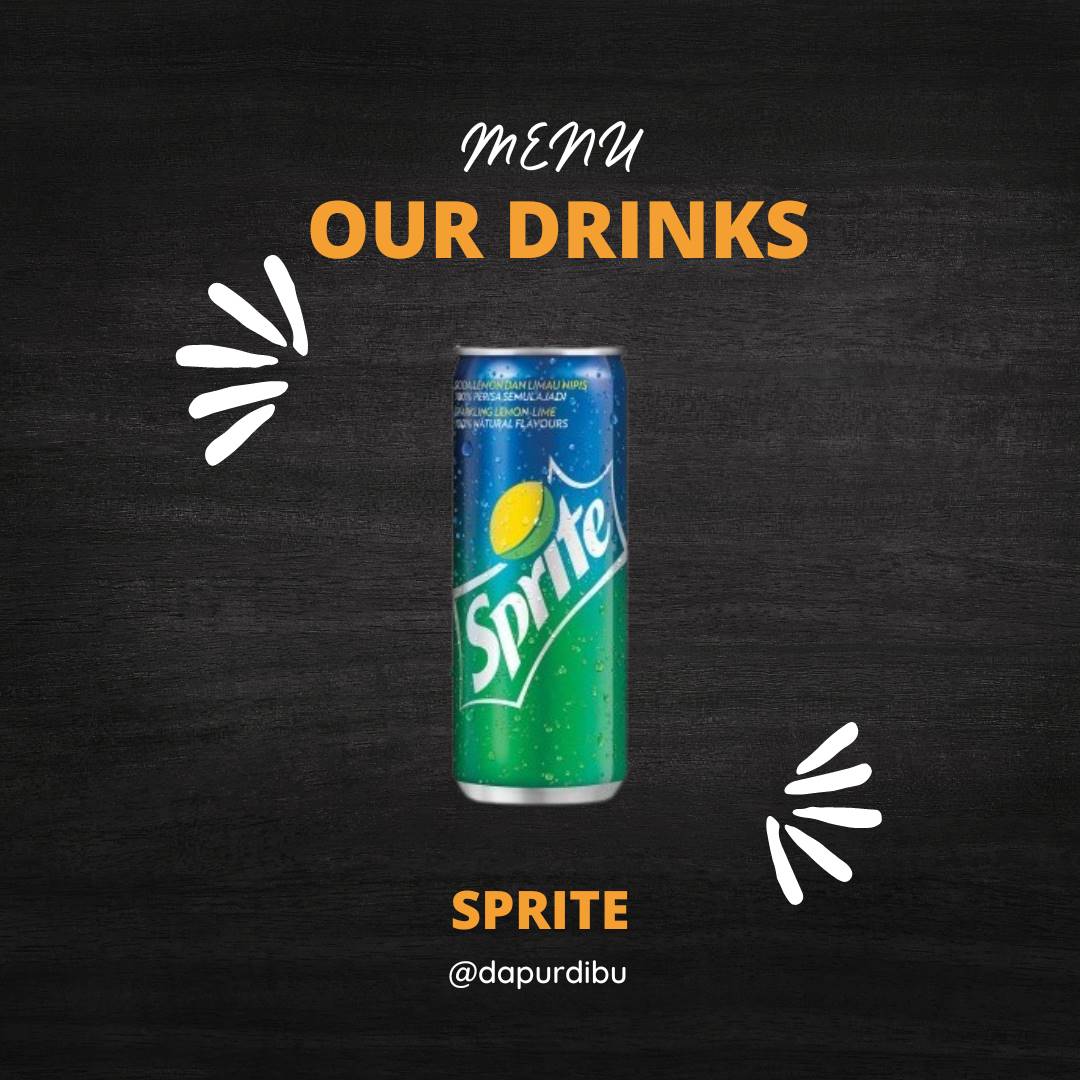 MENU
OUR DRINKS
SODA LEMON DAN LIMAU NIPIS
100% PERISA SEMULAJADI
SPARKLING LEMON-LIME
100% NATURAL FLAVOURS
Sprite
SPRITE
@dapurdibu